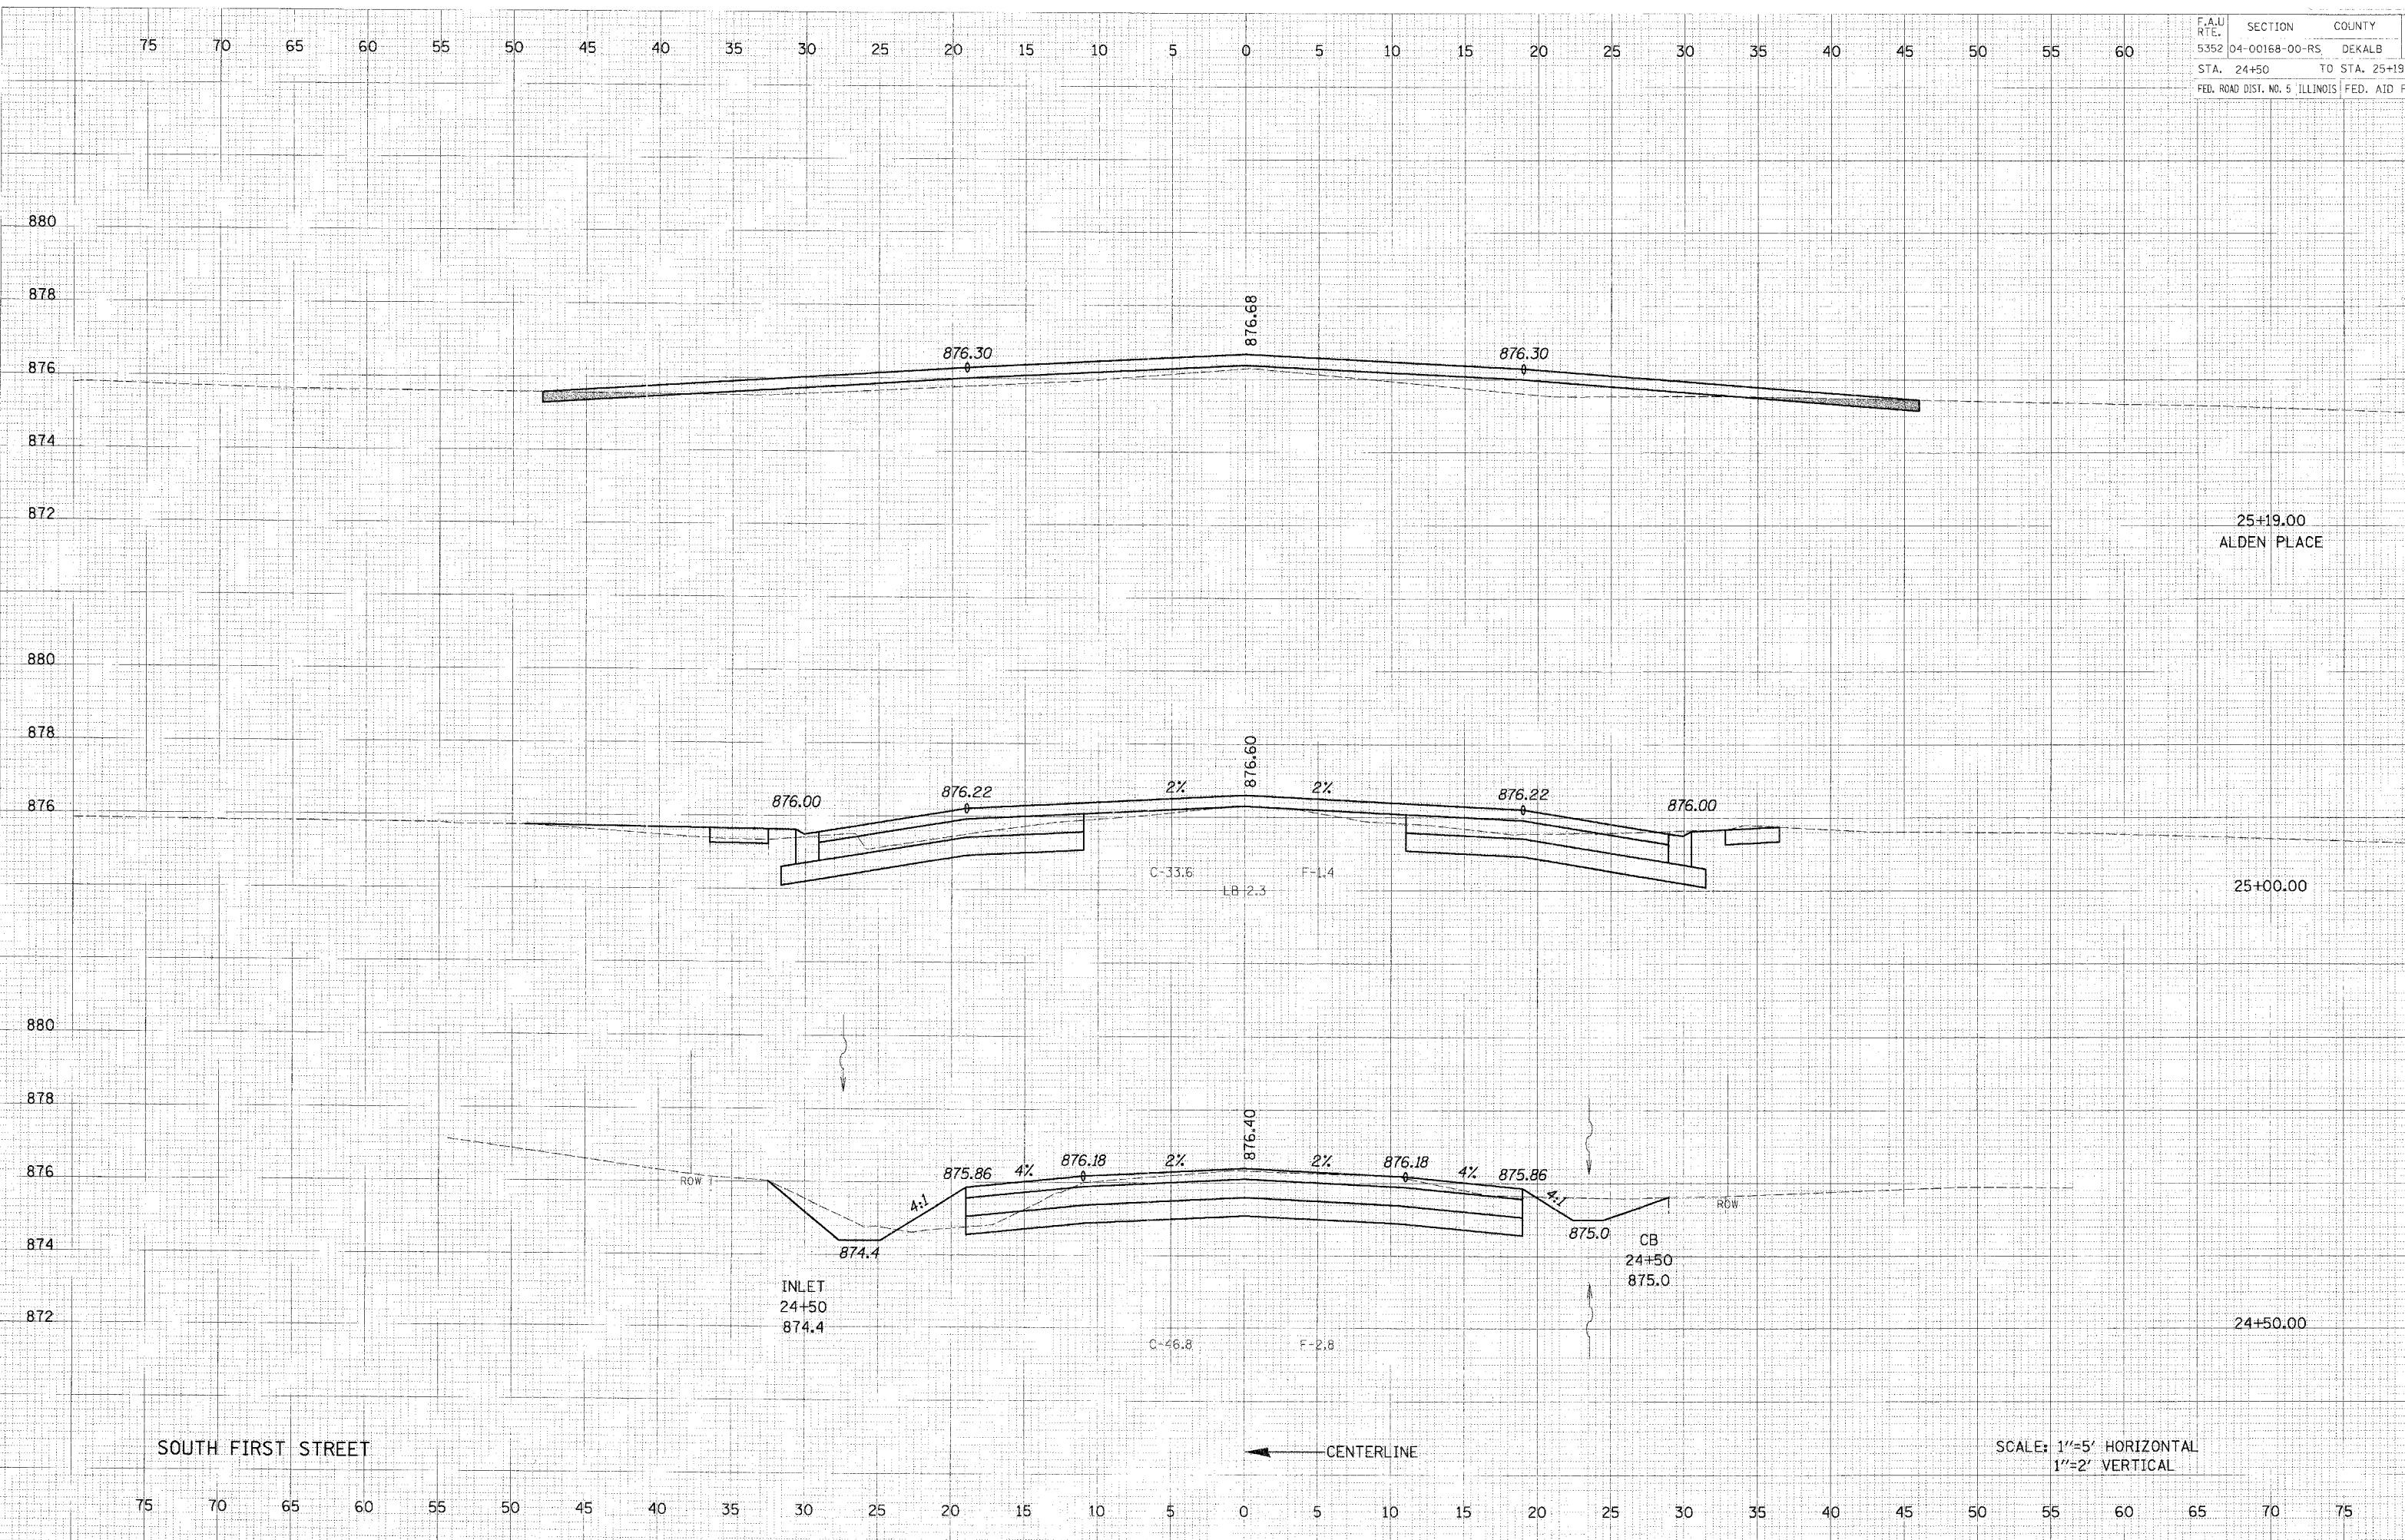 F.A.U RTE. SECTION COUNTY
5352 04-00168-00-RS DEKALB
STA. 24+50 TO STA. 25+19
FED. ROAD DIST. NO. 5 ILLINOIS FED. AID
75 70 65 60 55 50 45 40 35 30 25 20 15 10 5 0 5 10 15 20 25 30 35 40 45 50 55 60
880
878
876.68
876
876.30 876.30
874
872
25+19.00
ALDEN PLACE
880
878
876.60
876
876.00 876.22 2% 2% 876.22 876.00
C-33.6 F-1.4
LB 2.3
25+00.00
880
878
876.40
876
ROW 875.86 4% 876.18 2% 2% 876.18 4% 875.86 ROW
4:1 4:1
874
874.4 875.0
CB
24+50
875.0
INLET
24+50
874.4
872
24+50.00
C-46.8 F-2.8
SOUTH FIRST STREET
CENTERLINE
SCALE: 1"=5' HORIZONTAL
1"=2' VERTICAL
75 70 65 60 55 50 45 40 35 30 25 20 15 10 5 0 5 10 15 20 25 30 35 40 45 50 55 60 65 70 75